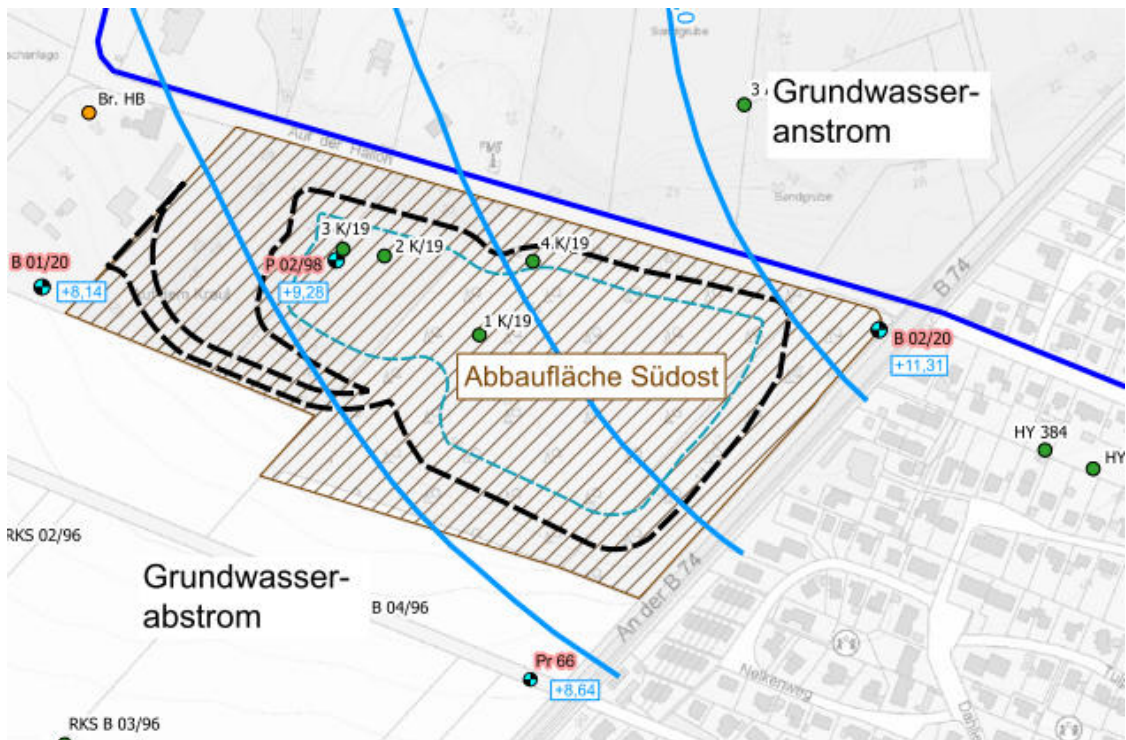 Sandgrube
Br. HB
Grundwasser-
anstrom
Auf der Halloh
Sandgrube
3 K/19
2 K/19
4 K/19
B 01/20
+8,14
P 02/98
+9,28
1 K/19
B.74
B 02/20
+11,31
Abbaufläche Südost
HY 384
HY
RKS 02/96
Grundwasser-
abstrom
B 04/96
An der B 74
Pr 66
+8,64
Nelkenweg
RKS B 03/96